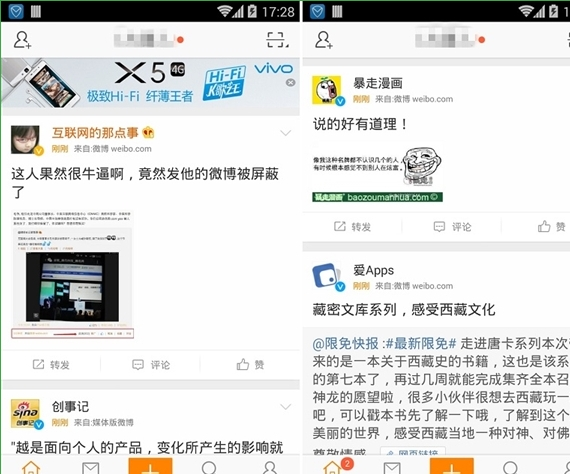 17:28
X5 4G
Hi-Fi
K歌王
vivo
极致Hi-Fi 纤薄王者
互联网的那点事
刚刚 来自:微博 weibo.com
这人果然很牛逼啊，竟然发他的微博被屏蔽
了
转发
评论
赞
创事记
刚刚 来自:媒体版微博
"越是面向个人的产品，变化所产生的影响就
暴走漫画
刚刚 来自:微博 weibo.com
说的好有道理！
像我这种名牌都不认识几个的人，
有时候根本感觉不到别人在炫富。
暴走漫画 baozoumanhua.com ©
转发
评论
赞
爱Apps
刚刚 来自:微博 weibo.com
藏密文库系列，感受西藏文化
@限免快报 :#最新限免# 走进唐卡系列本次带
来的是一本关于西藏史的书籍，这也是该系
的第七本了，再过几周就能完成集齐全本召
神龙的愿望啦，很多小伙伴很想去西藏玩一
吧，可以戳本书先了解一下哦，了解到这个
美丽的世界，感受西藏当地一种对神、对佛
2